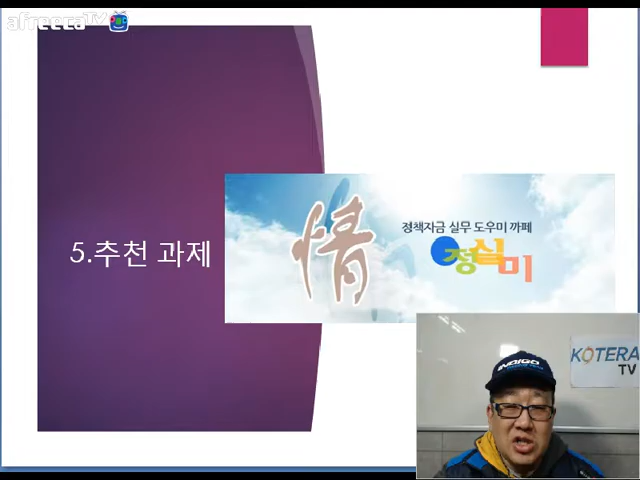 afreecaTV
5.추천 과제
情
정책자금 실무 도우미 까페
정실미
INDIGO
KOTERA
TV